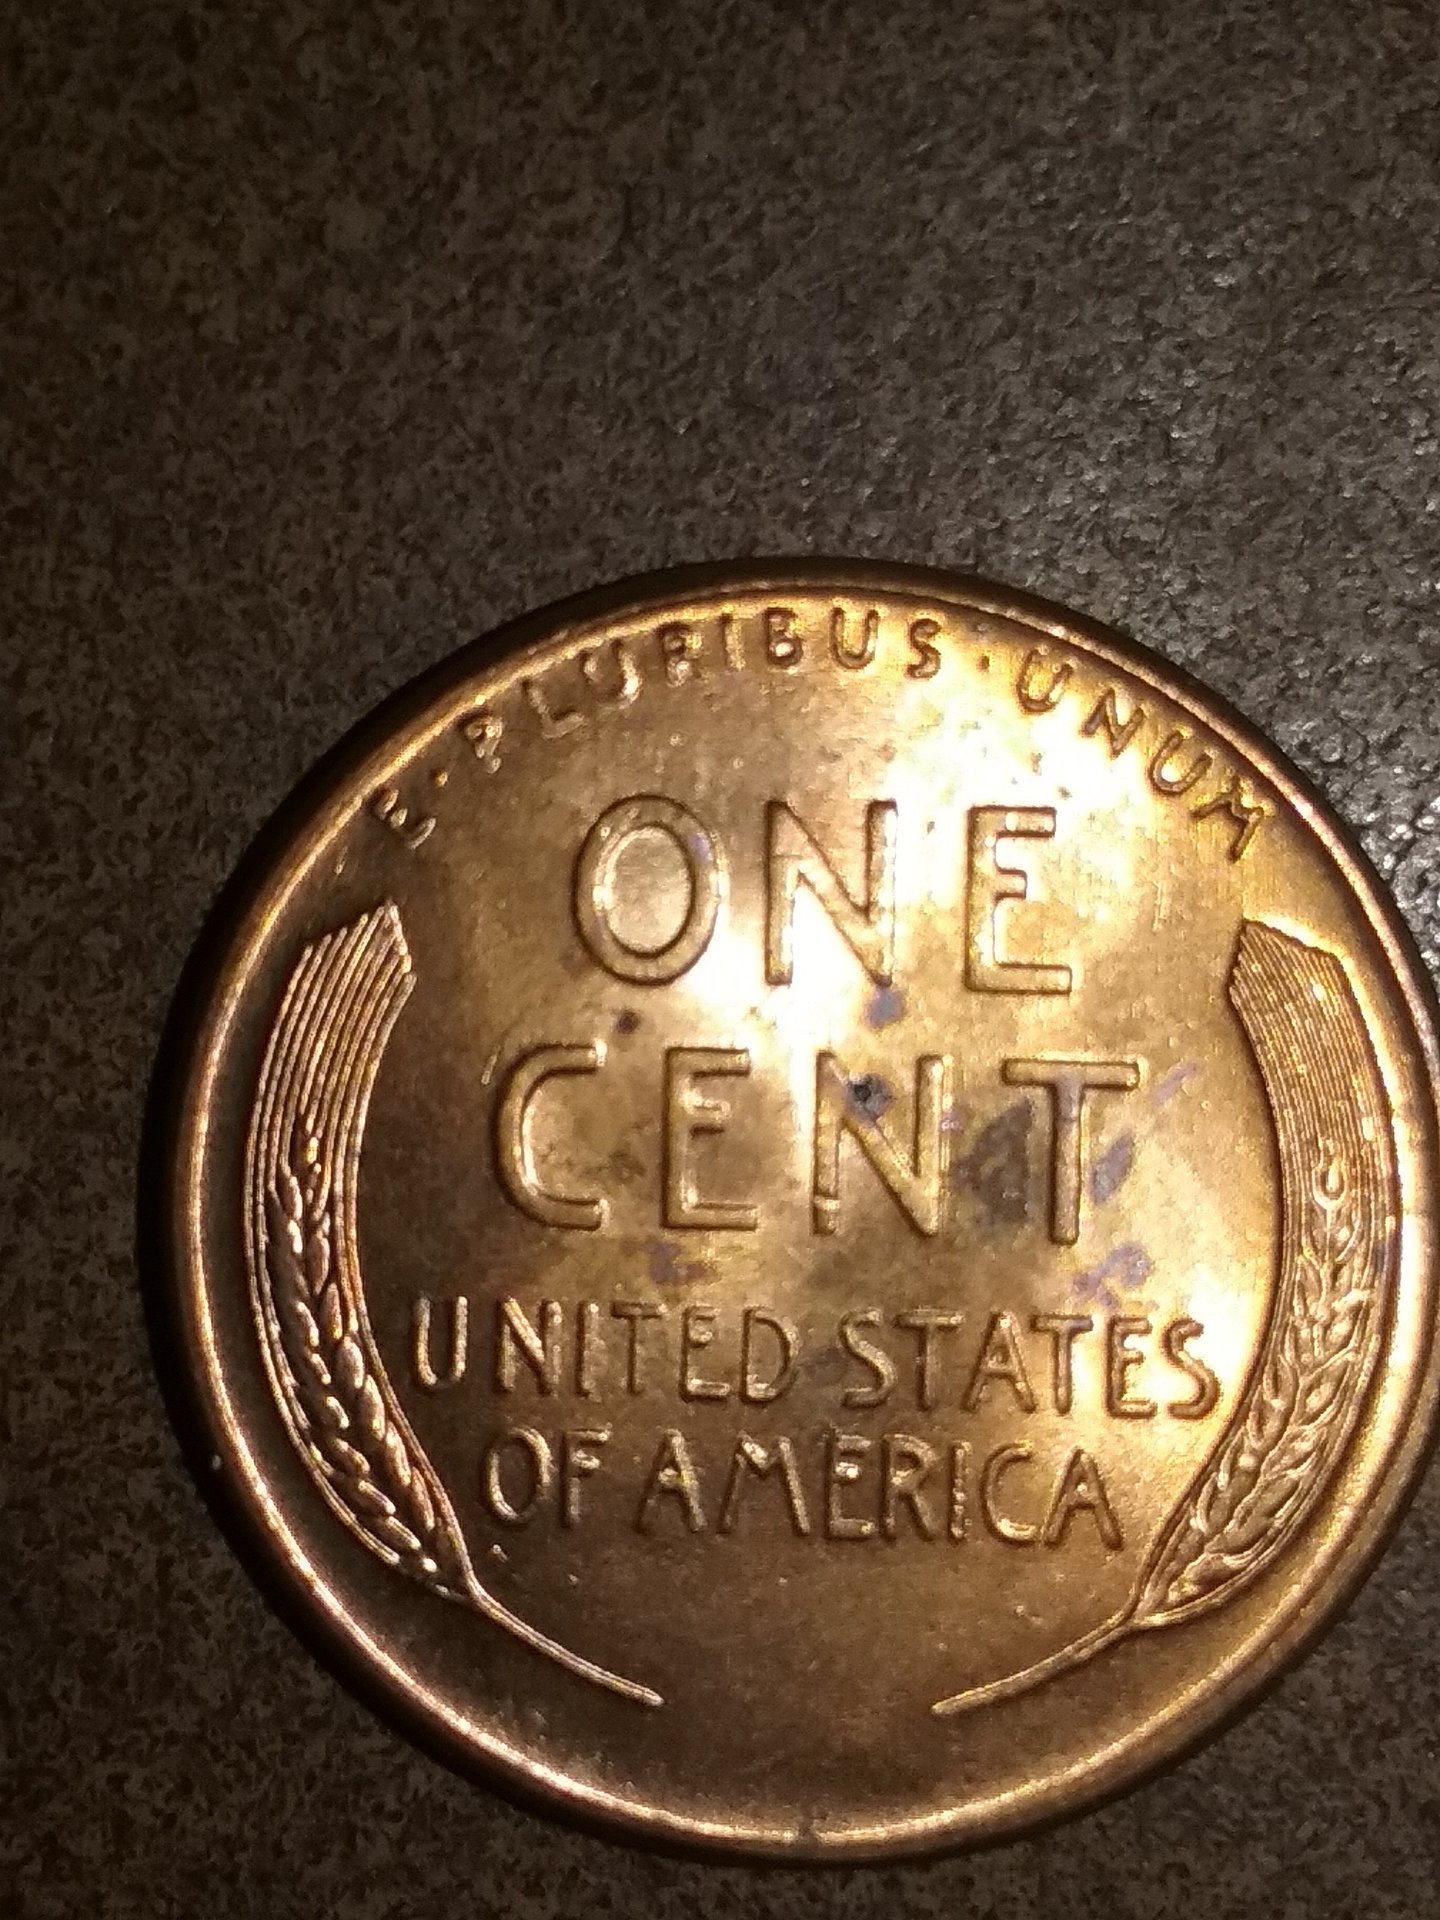 E·PLURIBUS·UNUM
ONE
CENT
UNITED STATES
OF AMERICA